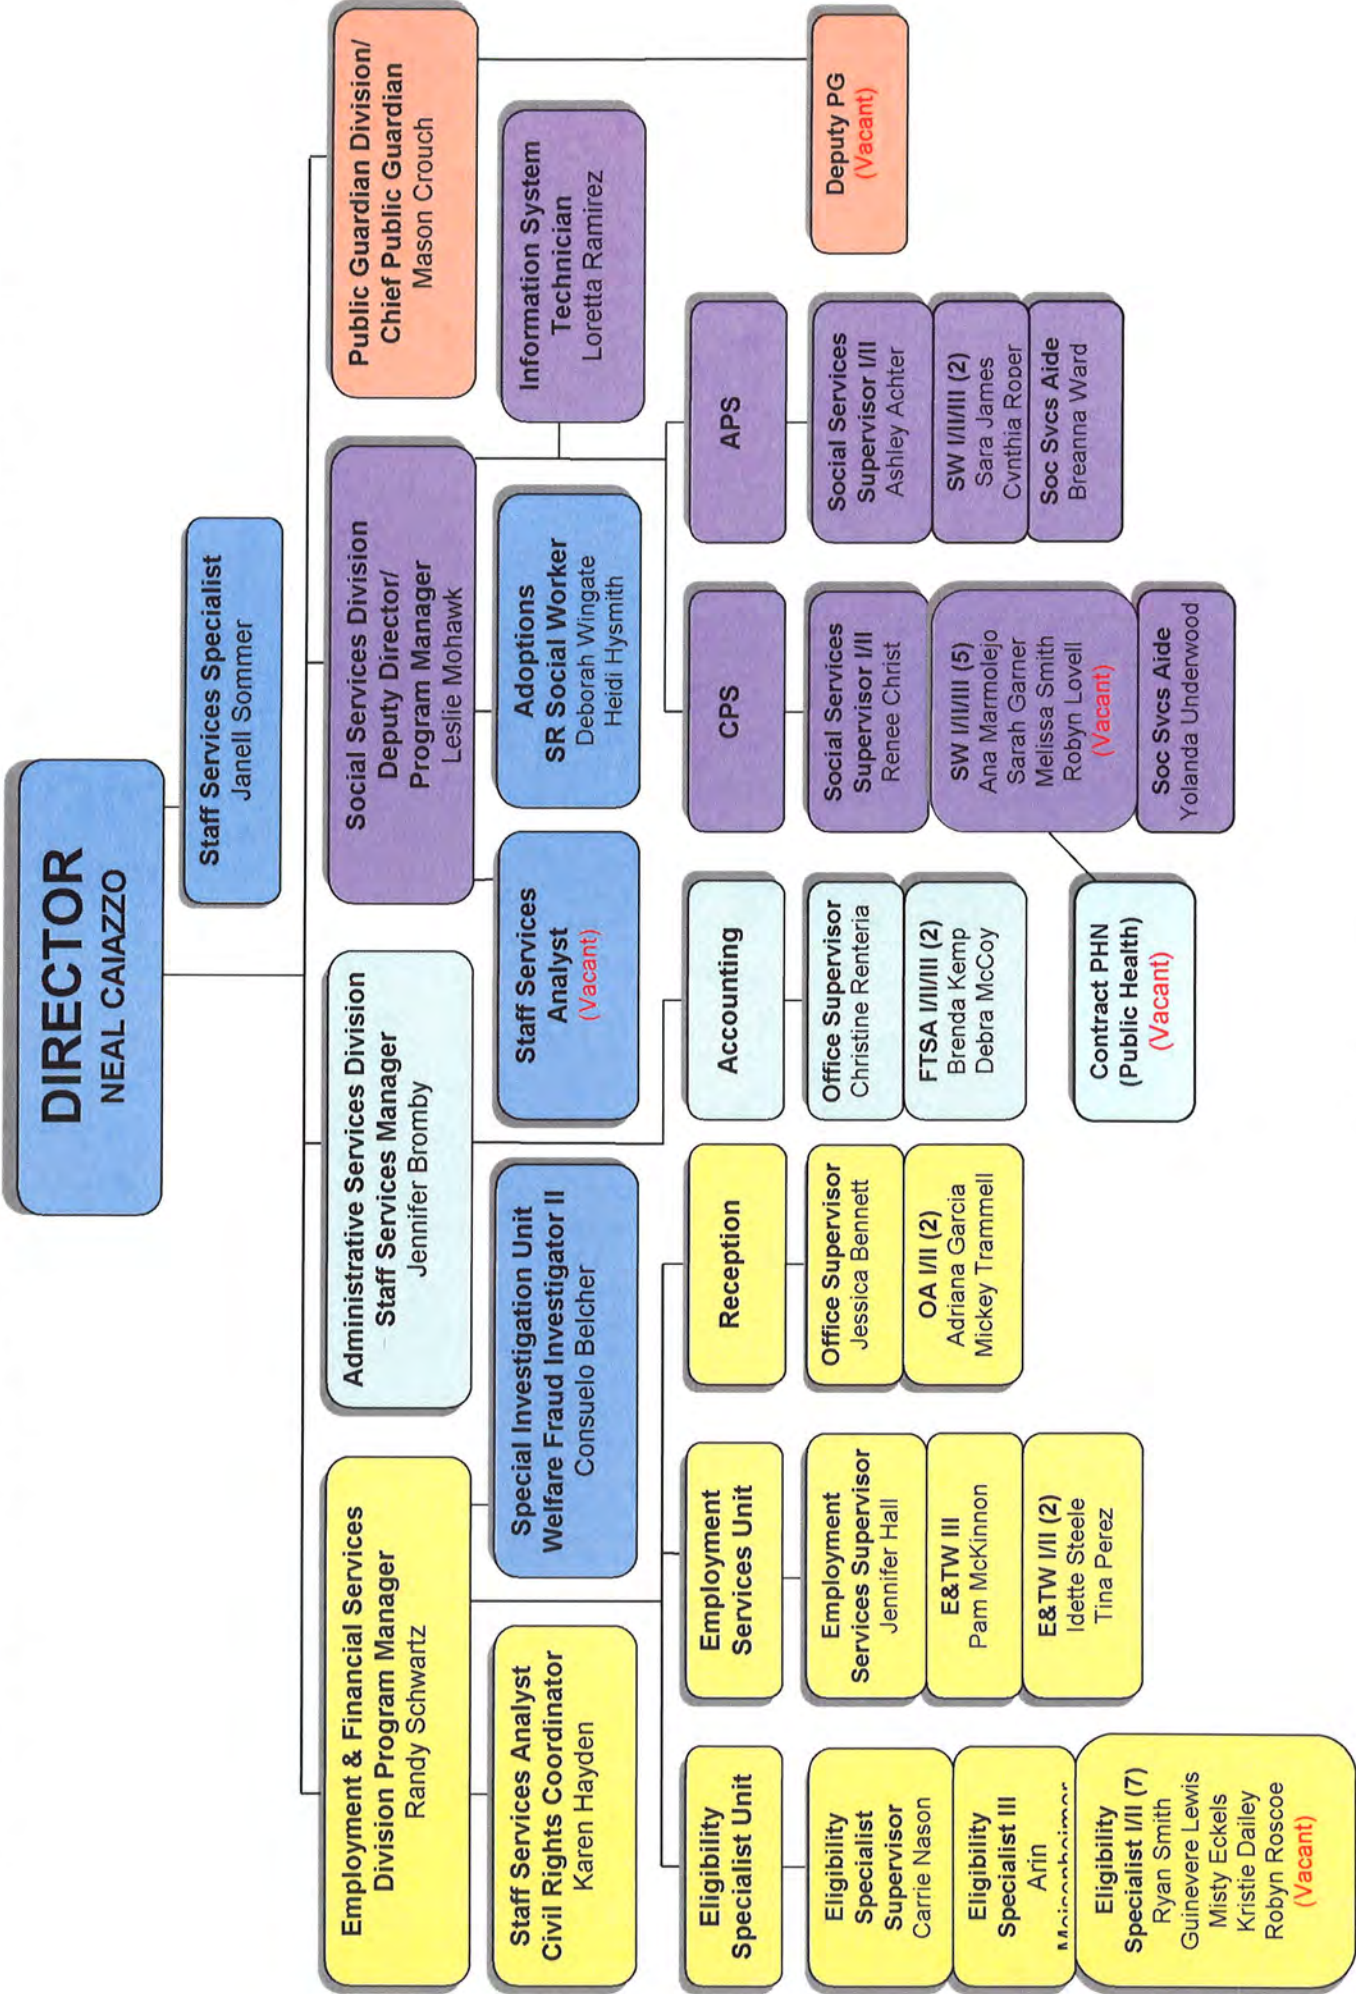 DIRECTOR
NEAL CAIAZZO
Staff Services Specialist
Janell Sommer
Employment & Financial Services
Division Program Manager
Randy Schwartz
Administrative Services Division
Staff Services Manager
Jennifer Bromby
Social Services Division
Deputy Director/
Program Manager
Leslie Mohawk
Public Guardian Division/
Chief Public Guardian
Mason Crouch
Staff Services Analyst
Civil Rights Coordinator
Karen Hayden
Special Investigation Unit
Welfare Fraud Investigator II
Consuelo Belcher
Staff Services
Analyst
(Vacant)
Adoptions
SR Social Worker
Deborah Wingate
Heidi Hysmith
Information System
Technician
Loretta Ramirez
Eligibility
Specialist Unit
Employment
Services Unit
Reception
Accounting
CPS
APS
Eligibility
Specialist
Supervisor
Carrie Nason
Eligibility
Specialist III
Arin
Eligibility
Specialist I/II (7)
Ryan Smith
Guinevere Lewis
Misty Eckels
Kristie Dailey
Robyn Roscoe
(Vacant)
Employment
Services Supervisor
Jennifer Hall
E&TW III
Pam McKinnon
E&TW I/II (2)
Idette Steele
Tina Perez
Office Supervisor
Jessica Bennett
OA I/II (2)
Adriana Garcia
Mickey Trammell
Office Supervisor
Christine Renteria
FTSA I/II/III (2)
Brenda Kemp
Debra McCoy
Contract PHN
(Public Health)
(Vacant)
Social Services
Supervisor I/II
Renee Christ
SW I/II/III (5)
Ana Marmolejo
Sarah Garner
Melissa Smith
Robyn Lovell
(Vacant)
Soc Svcs Aide
Yolanda Underwood
Social Services
Supervisor I/II
Ashley Achter
SW I/II/III (2)
Sara James
Cynthia Roper
Soc Svcs Aide
Breanna Ward
Deputy PG
(Vacant)